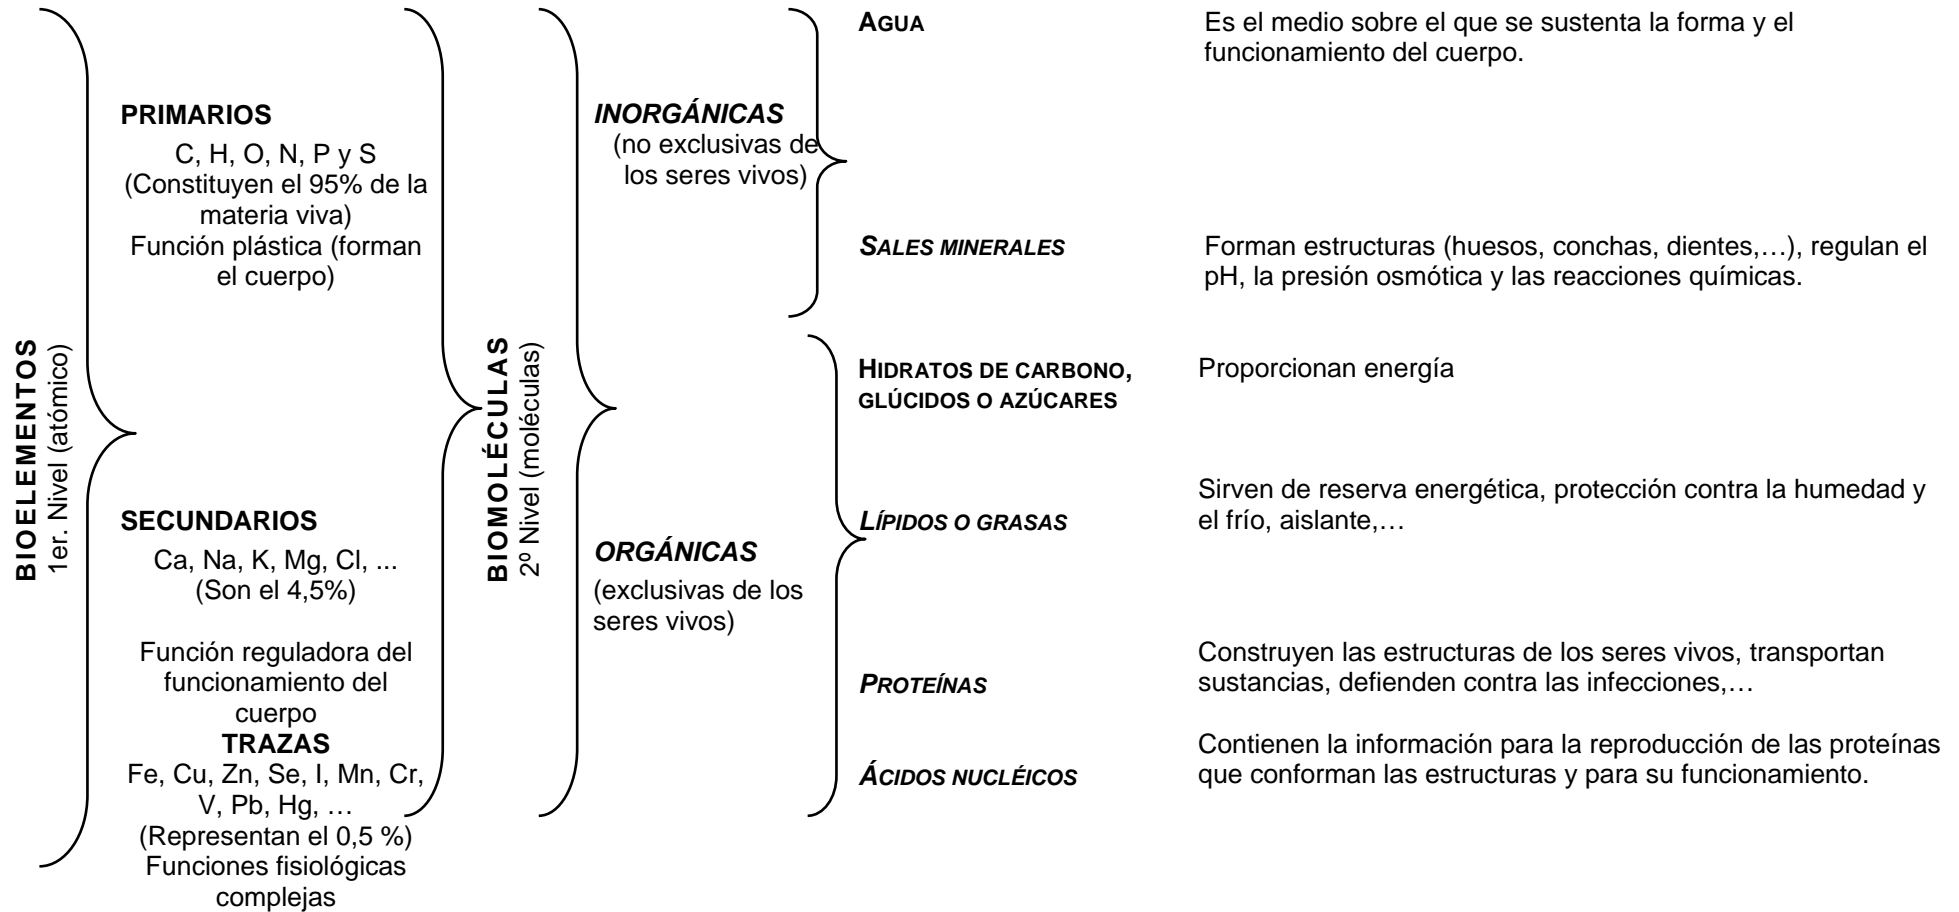 BIOELEMENTOS
1er. Nivel (atómico)
PRIMARIOS
C, H, O, N, P y S
(Constituyen el 95% de la
materia viva)
Función plástica (forman
el cuerpo)
SECUNDARIOS
Ca, Na, K, Mg, Cl, ...
(Son el 4,5%)
Función reguladora del
funcionamiento del
cuerpo
TRAZAS
Fe, Cu, Zn, Se, I, Mn, Cr,
V, Pb, Hg, …
(Representan el 0,5 %)
Funciones fisiológicas
complejas
BIOMOLÉCULAS
2º Nivel (moléculas)
INORGÁNICAS
(no exclusivas de
los seres vivos)
AGUA
Es el medio sobre el que se sustenta la forma y el
funcionamiento del cuerpo.
SALES MINERALES
Forman estructuras (huesos, conchas, dientes,…), regulan el
pH, la presión osmótica y las reacciones químicas.
ORGÁNICAS
(exclusivas de los
seres vivos)
HIDRATOS DE CARBONO,
GLÚCIDOS O AZÚCARES
Proporcionan energía
LÍPIDOS O GRASAS
Sirven de reserva energética, protección contra la humedad y
el frío, aislante,…
PROTEÍNAS
Construyen las estructuras de los seres vivos, transportan
sustancias, defienden contra las infecciones,…
ÁCIDOS NUCLÉICOS
Contienen la información para la reproducción de las proteínas
que conforman las estructuras y para su funcionamiento.